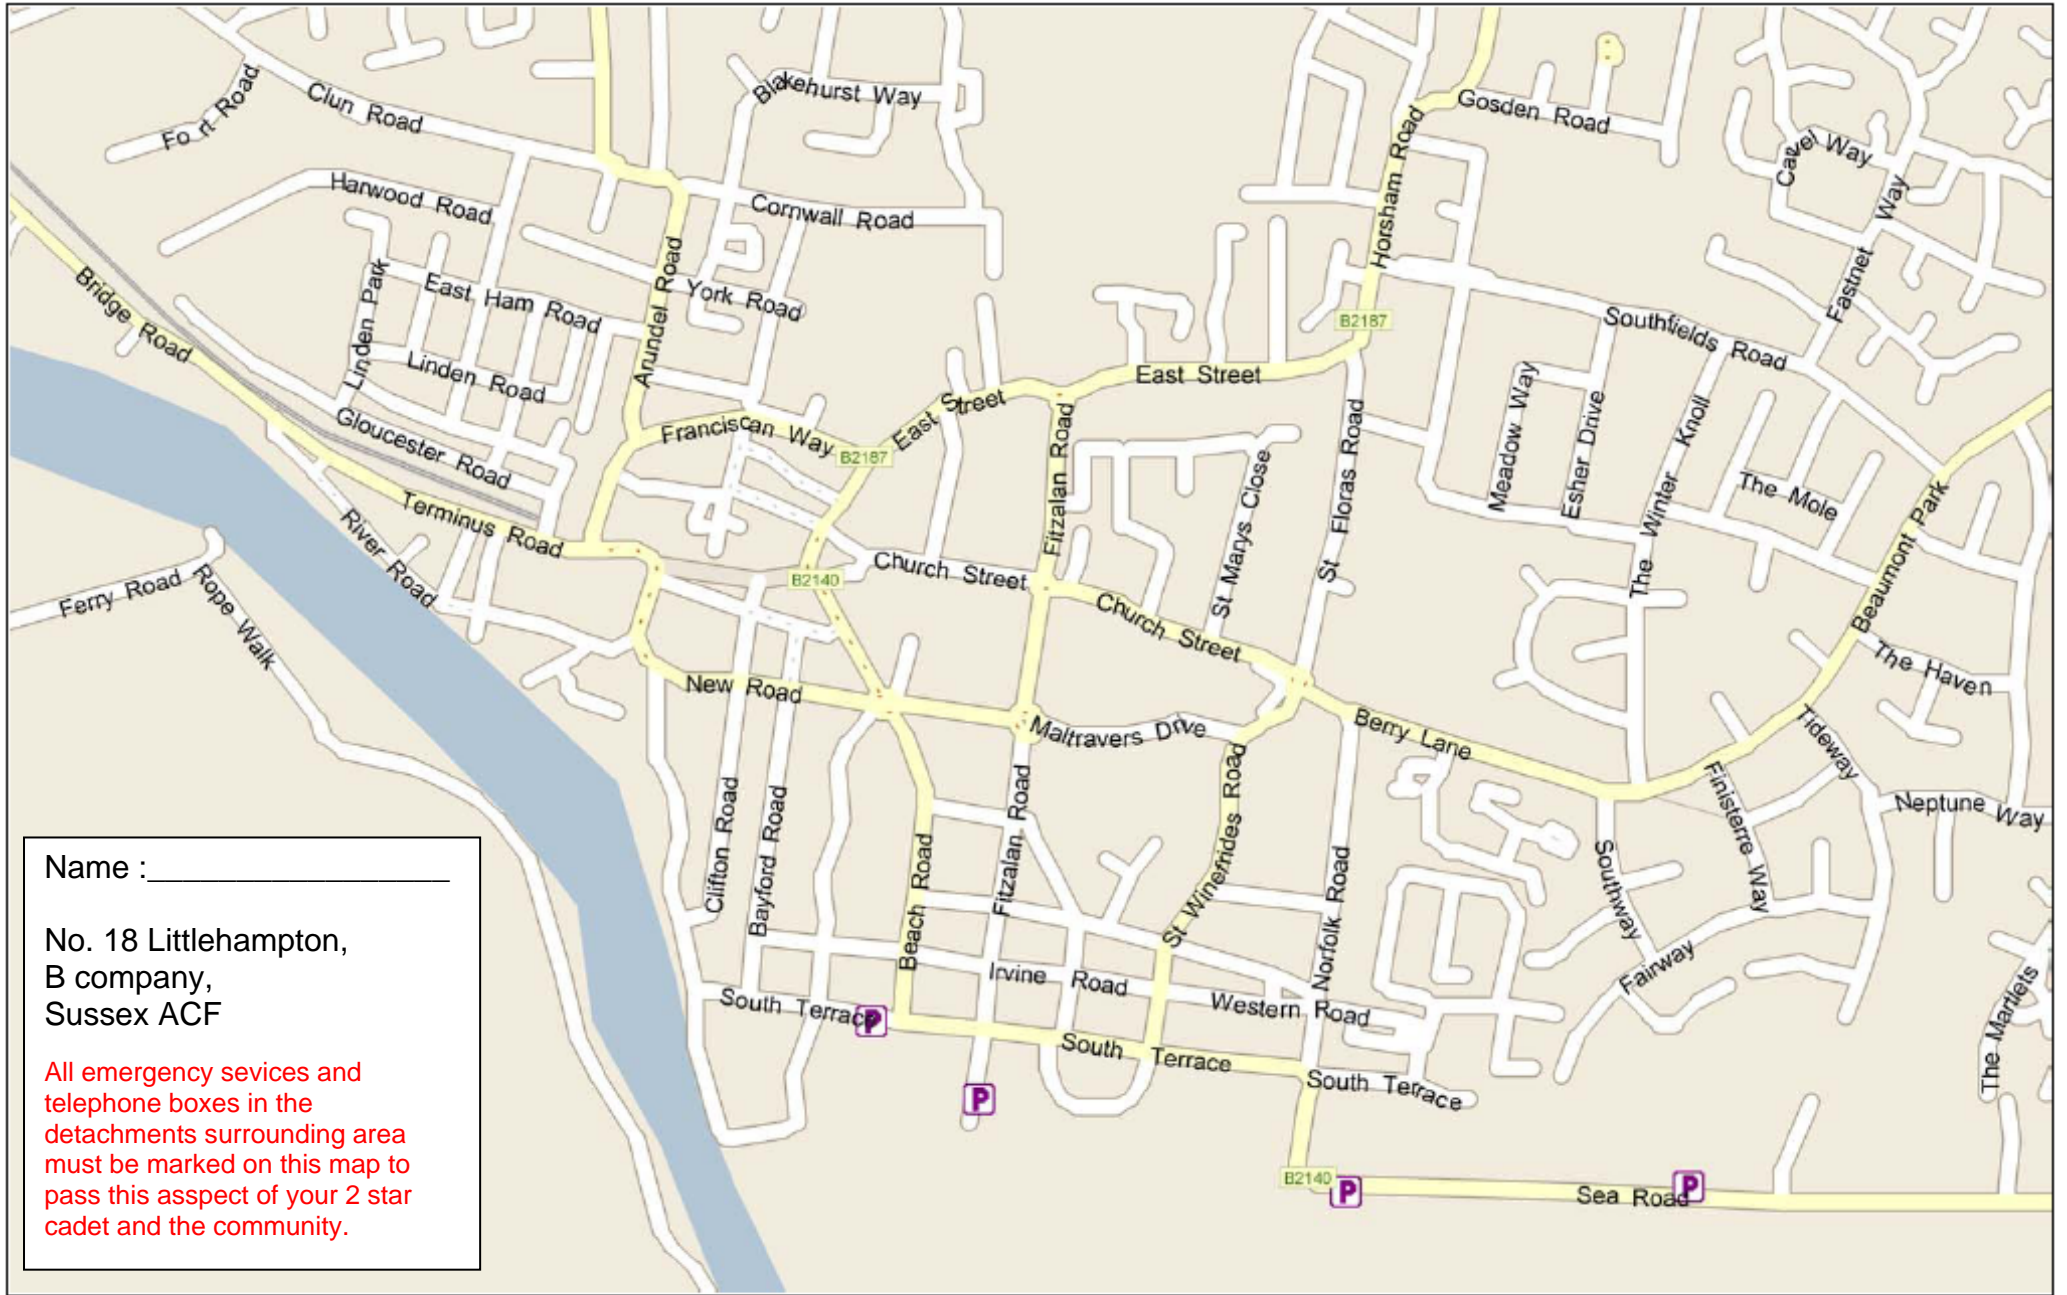 Blakehurst Way
Gosden Road
Fo rt Road
Clun Road
Horsham Road
Cavel Way
Harwood Road
Cornwall Road
Fastnet Way
Bridge Road
Linden Park
East Ham Road
Arundel Road
York Road
B2187
Southfields Road
Linden Road
East Street
East Street
Meadow Way
Esher Drive
The Winter Knoll
Gloucester Road
Franciscan Way
B2187
Fitzalan Road
St Marys Close
St Floras Road
The Mole
Beaumont Park
Terminus Road
River Road
Church Street
B2140
Ferry Road
Rope Walk
Church Street
The Haven
New Road
Maltravers Drive
Berry Lane
Tideway
Finisterre Way
Neptune Way
Clifton Road
Bayford Road
Beach Road
Fitzalan Road
St Winefrides Road
Norfolk Road
Southway
Fairway
Irvine Road
Western Road
South Terrace
P
South Terrace
South Terrace
The Martlets
P
B2140
P
Sea Road
P
Name :_________________
No. 18 Littlehampton,
B company,
Sussex ACF
All emergency sevices and
telephone boxes in the
detachments surrounding area
must be marked on this map to
pass this asspect of your 2 star
cadet and the community.